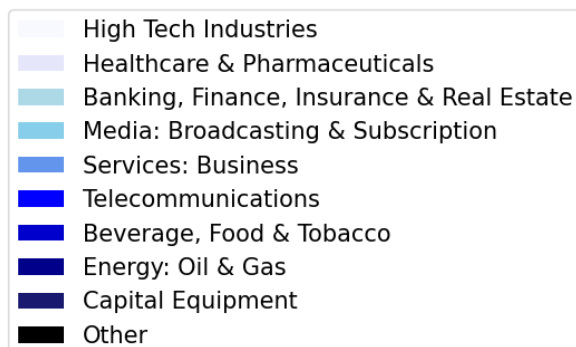 High Tech Industries
Healthcare & Pharmaceuticals
Banking, Finance, Insurance & Real Estate
Media: Broadcasting & Subscription
Services: Business
Telecommunications
Beverage, Food & Tobacco
Energy: Oil & Gas
Capital Equipment
Other